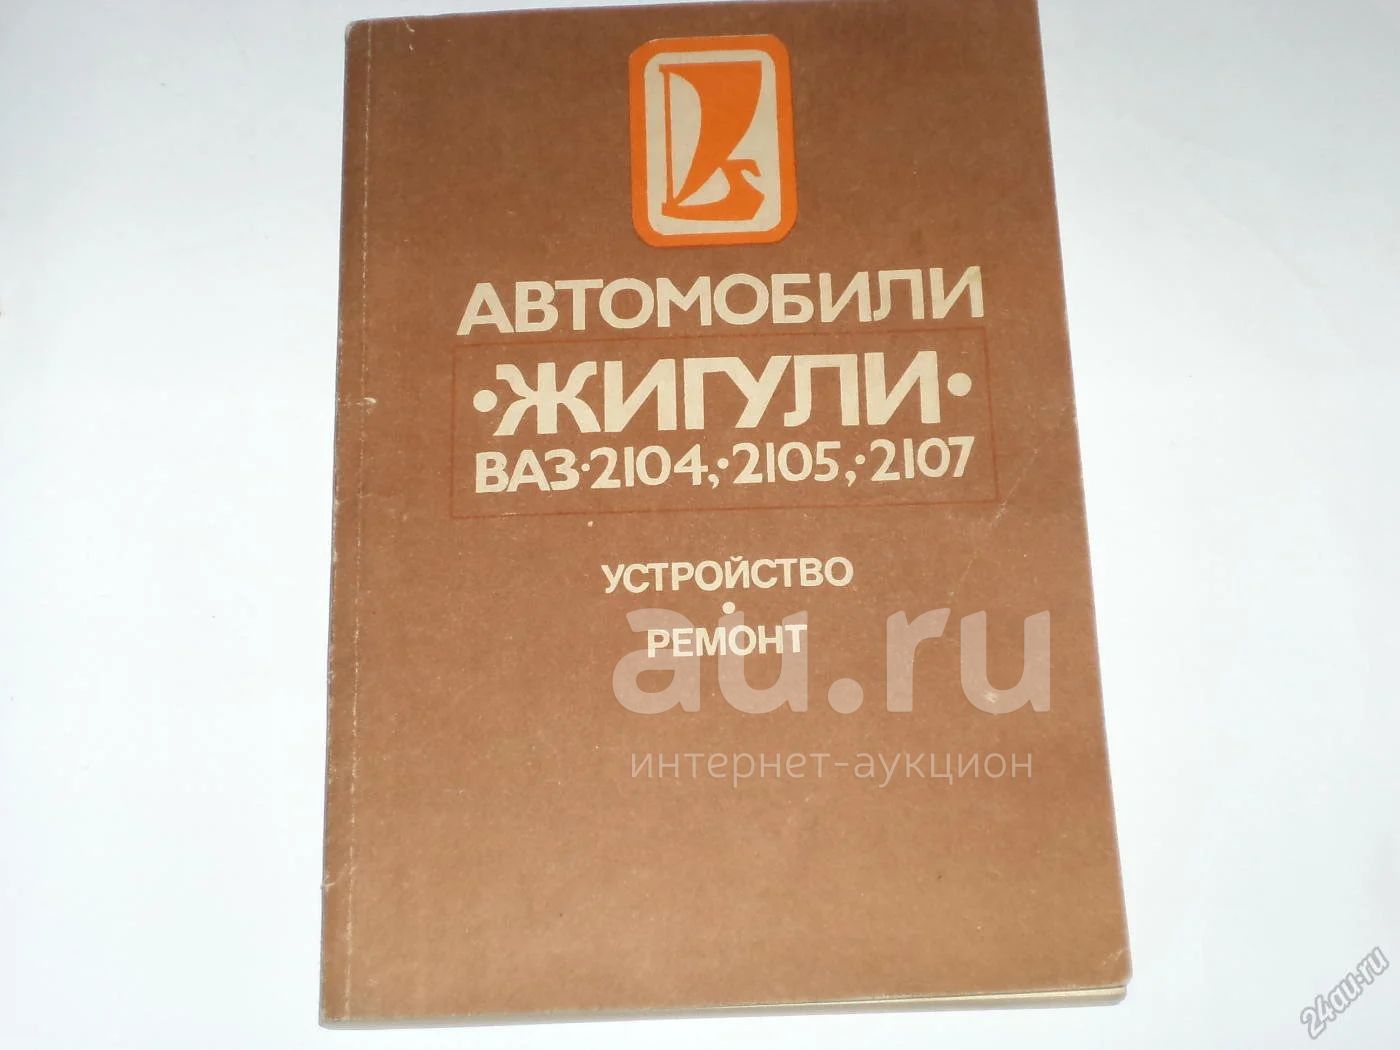 АВТОМОБИЛИ
·ЖИГУЛИ·
ВАЗ·2104,·2105,·2107
УСТРОЙСТВО
·
РЕМОНТ
au.ru
интернет-аукцион
24au.ru